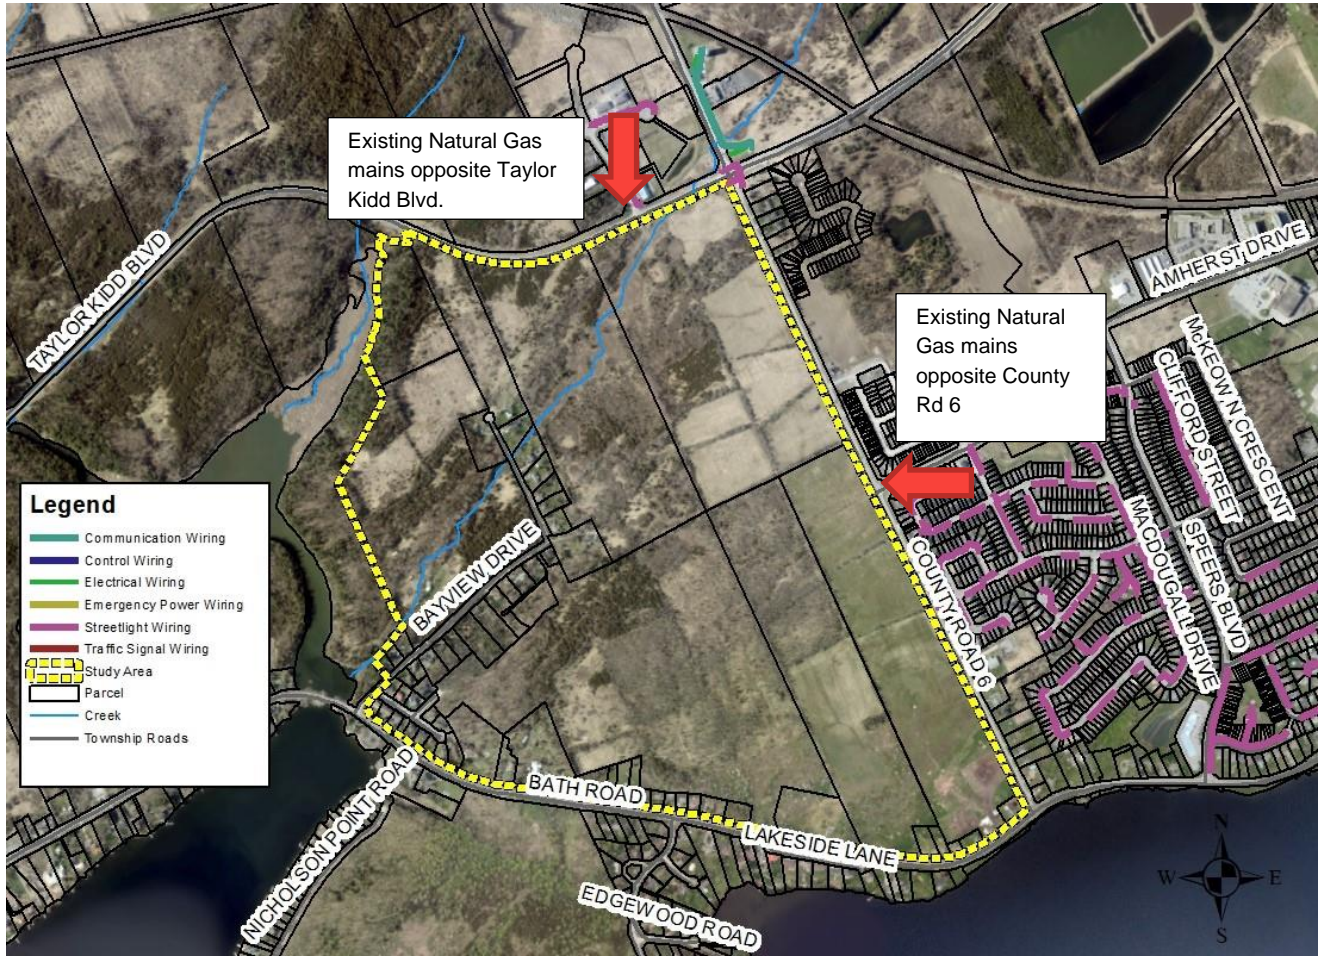 Existing Natural Gas
mains opposite Taylor
Kidd Blvd.
TAYLOR KIDD BLVD
AMHERST DRIVE
Existing Natural
Gas mains
opposite County
Rd 6
McKEOWN CRESCENT
CLIFFORD STREET
SPEERS BLVD
MACDOUGALL DRIVE
COUNTY ROAD 6
BAYVIEW DRIVE
Legend
Communication Wiring
Control Wiring
Electrical Wiring
Emergency Power Wiring
Streetlight Wiring
Traffic Signal Wiring
Study Area
Parcel
Creek
Township Roads
BATH ROAD
LAKESIDE LANE
NICHOLSON POINT ROAD
EDGEWOOD ROAD
N
W
E
S